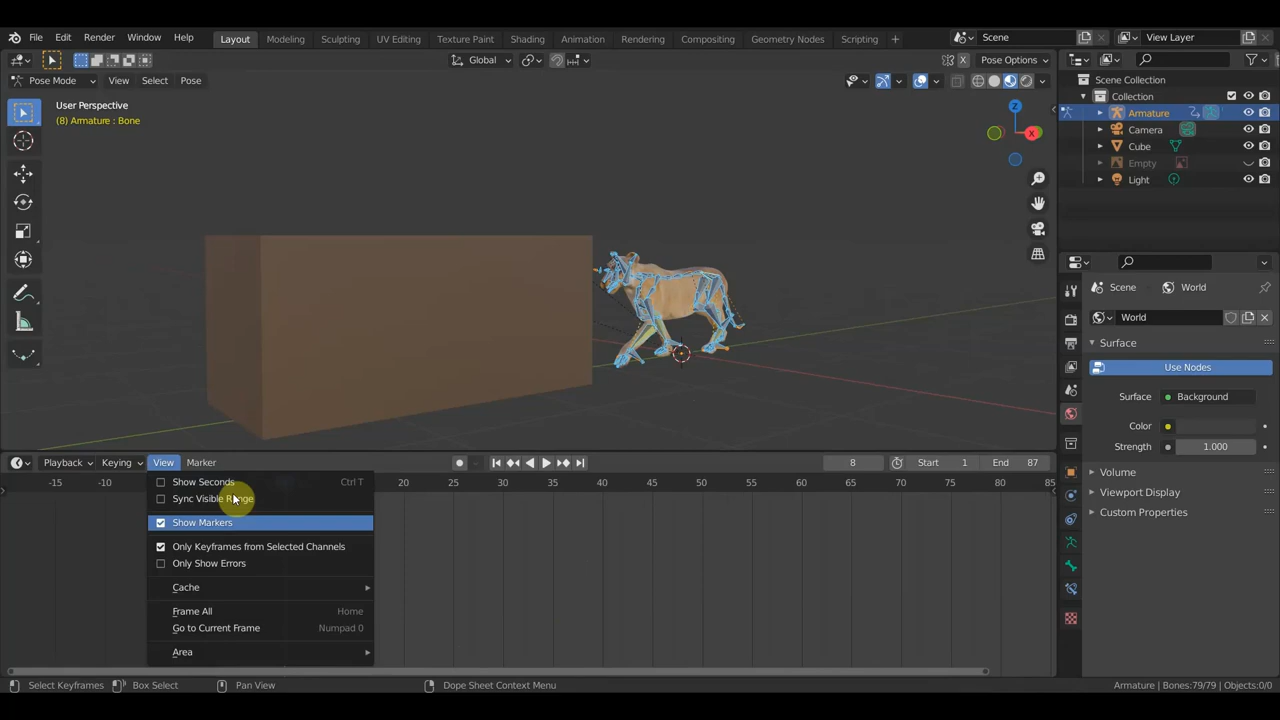 File Edit Render Window Help Layout Modeling Sculpting UV Editing Texture Paint Shading Animation Rendering Compositing Geometry Nodes Scripting + Scene View Layer
Global Pose Options
Pose Mode View Select Pose
User Perspective
(8) Armature : Bone
X
Z
Scene Collection
Collection
Armature
Camera
Cube
Empty
Light
Scene World
World
Surface
Use Nodes
Surface Background
Color
Strength 1.000
Volume
Viewport Display
Custom Properties
Playback Keying View Marker 8 Start 1 End 87
-15 -10 20 25 30 35 40 45 50 55 60 65 70 75 80 85
Show Seconds Ctrl T
Sync Visible Range
Show Markers
Only Keyframes from Selected Channels
Only Show Errors
Cache
Frame All Home
Go to Current Frame Numpad 0
Area
Select Keyframes Box Select Pan View Dope Sheet Context Menu Armature | Bones:79/79 | Objects:0/0